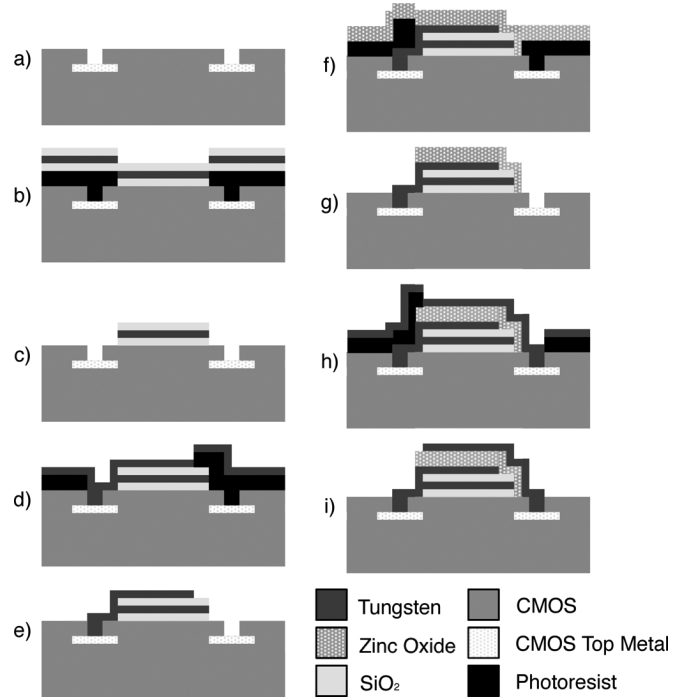 a)
b)
c)
d)
e)
f)
g)
h)
i)
Tungsten
CMOS
Zinc Oxide
CMOS Top Metal
SiO₂
Photoresist